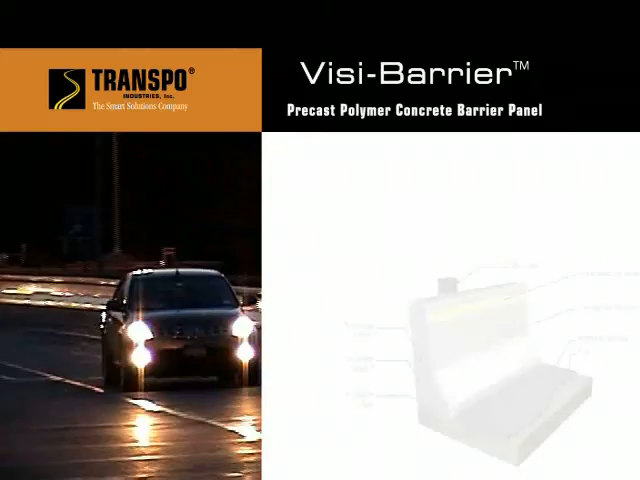 TRANSPO®
INDUSTRIES, Inc.
The Smart Solutions Company
Visi-Barrier™
Precast Polymer Concrete Barrier Panel